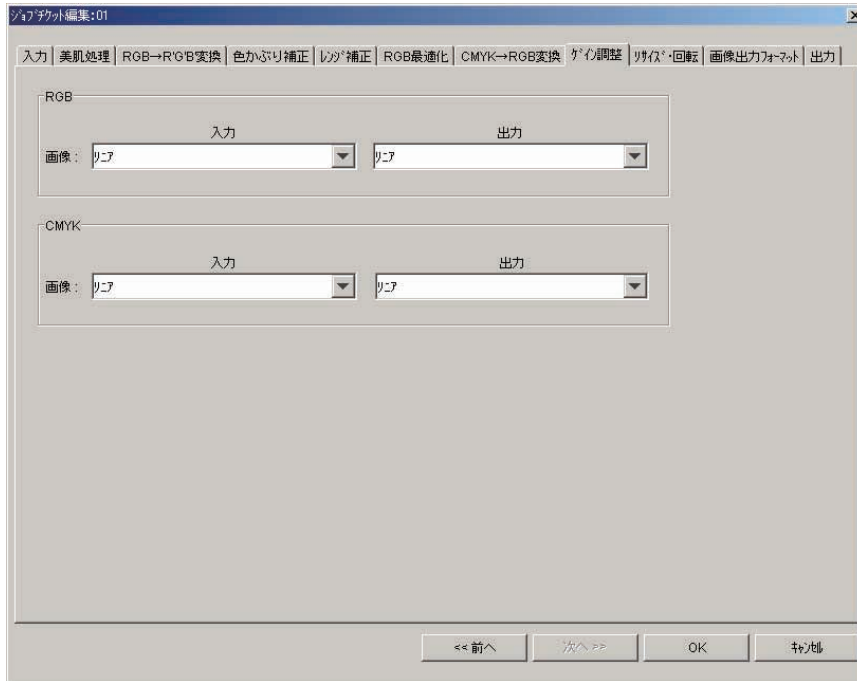 ｼﾞｮﾌﾞﾁｹｯﾄ編集:01
入力 美肌処理 RGB→R'G'B'変換 色かぶり補正 ﾚﾝｼﾞ補正 RGB最適化 CMYK→RGB変換 ｹﾞｲﾝ調整 ﾘｻｲｽﾞ・回転 画像出力ﾌｫｰﾏｯﾄ 出力
RGB
入力 出力
画像： ﾘﾆｱ ﾘﾆｱ
CMYK
入力 出力
画像： ﾘﾆｱ ﾘﾆｱ
<< 前へ 次へ >> OK ｷｬﾝｾﾙ